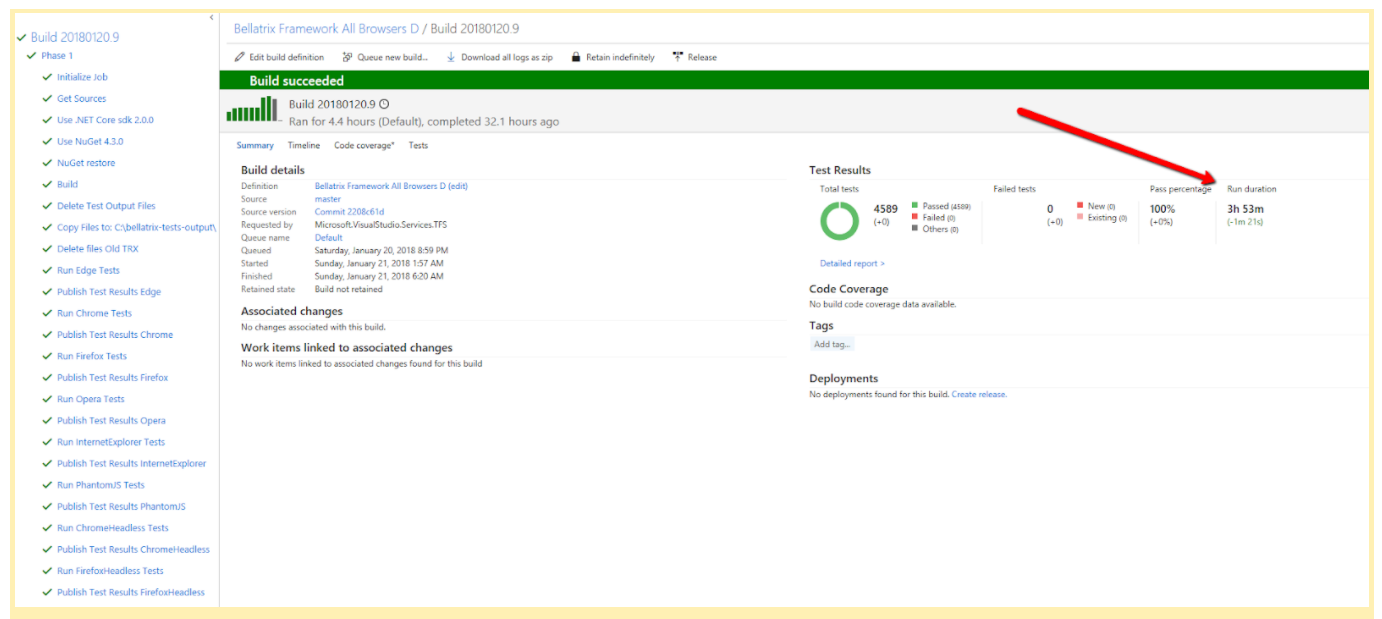 Build 20180120.9
Phase 1
Initialize Job
Get Sources
Use .NET Core sdk 2.0.0
Use NuGet 4.3.0
NuGet restore
Build
Delete Test Output Files
Copy Files to: C:\bellatrix-tests-output\
Delete files Old TRX
Run Edge Tests
Publish Test Results Edge
Run Chrome Tests
Publish Test Results Chrome
Run Firefox Tests
Publish Test Results Firefox
Run Opera Tests
Publish Test Results Opera
Run InternetExplorer Tests
Publish Test Results InternetExplorer
Run PhantomJS Tests
Publish Test Results PhantomJS
Run ChromeHeadless Tests
Publish Test Results ChromeHeadless
Run FirefoxHeadless Tests
Publish Test Results FirefoxHeadless
Bellatrix Framework All Browsers D / Build 20180120.9
Edit build definition Queue new build... Download all logs as zip Retain indefinitely Release
Build succeeded
Build 20180120.9
Ran for 4.4 hours (Default), completed 32.1 hours ago
Summary Timeline Code coverage* Tests
Build details
Definition Bellatrix Framework All Browsers D (edit)
Source master
Source version Commit 2208c61d
Requested by Microsoft.VisualStudio.Services.TFS
Queue name Default
Queued Saturday, January 20, 2018 8:59 PM
Started Sunday, January 21, 2018 1:57 AM
Finished Sunday, January 21, 2018 6:20 AM
Retained state Build not retained
Associated changes
No changes associated with this build.
Work items linked to associated changes
No work items linked to associated changes found for this build
Test Results
Total tests Failed tests Pass percentage Run duration
4589 Passed (4589) 0 New (0) 100% 3h 53m
(+0) Failed (0) (+0) Existing (0) (+0%) (-1m 21s)
Others (0)
Detailed report >
Code Coverage
No build code coverage data available.
Tags
Add tag...
Deployments
No deployments found for this build. Create release.